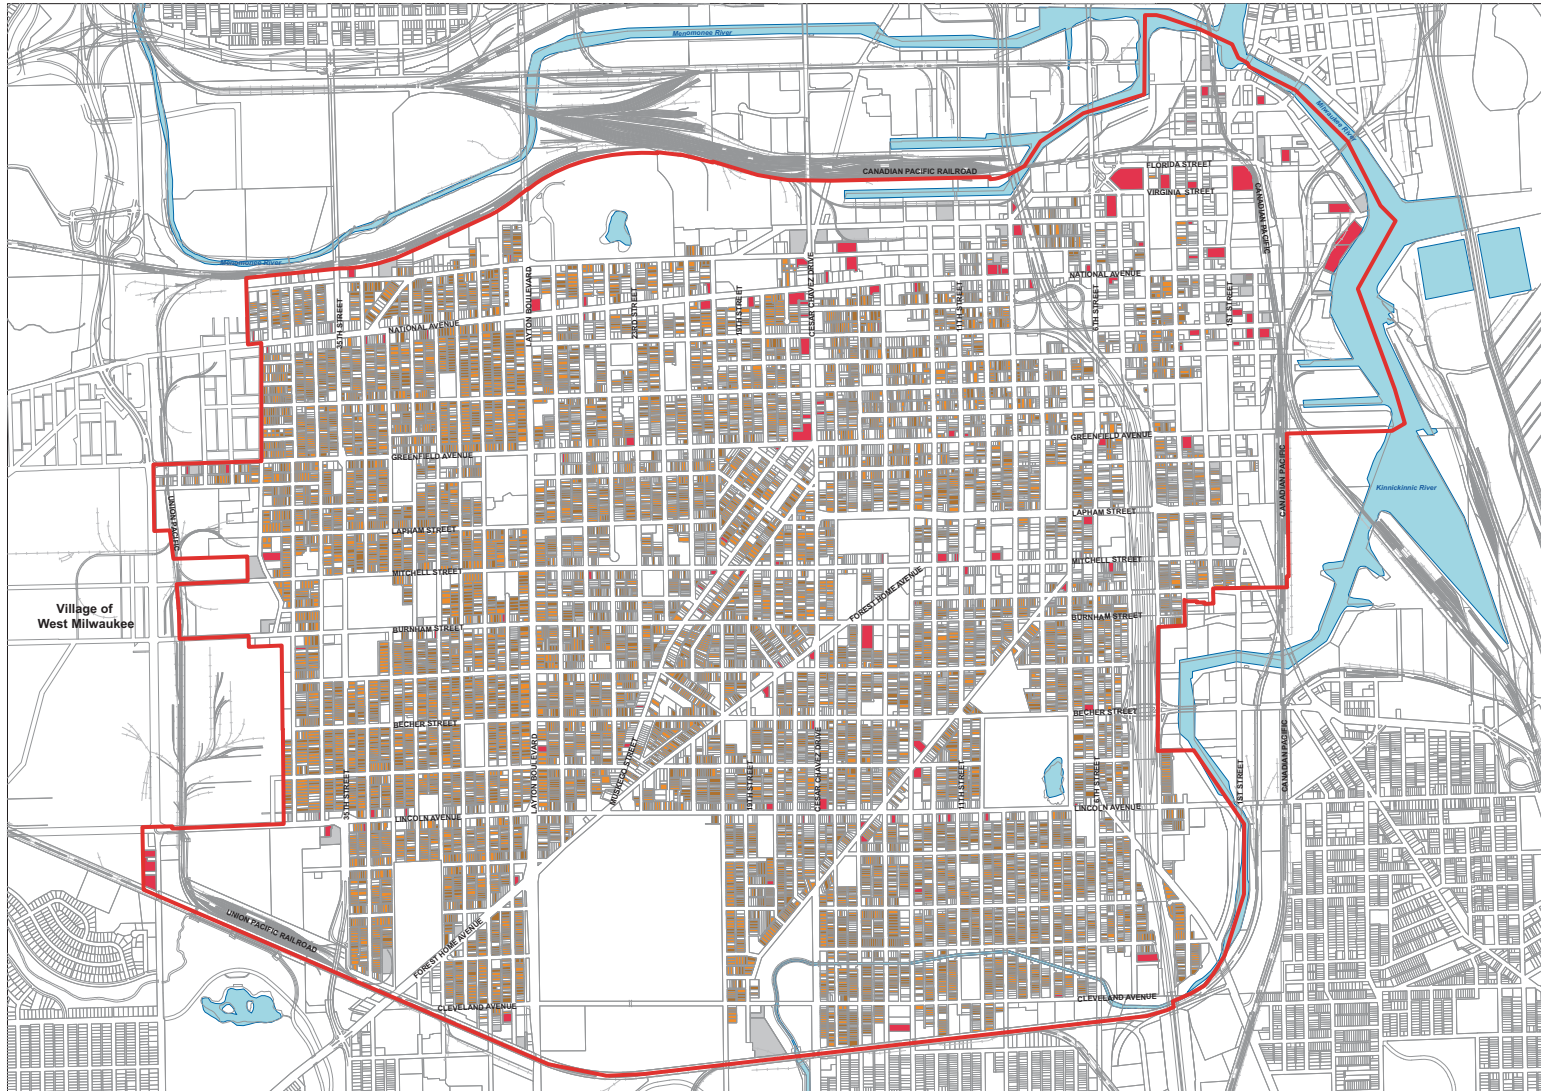 Menomonee River
Milwaukee River
FLORIDA STREET
CANADIAN PACIFIC RAILROAD
VIRGINIA STREET
CANADIAN PACIFIC
Menomonee River
NATIONAL AVENUE
LAYTON BOULEVARD
23RD STREET
19TH STREET
CESAR CHAVEZ DRIVE
11TH STREET
6TH STREET
1ST STREET
35TH STREET
NATIONAL AVENUE
GREENFIELD AVENUE
GREENFIELD AVENUE
CANADIAN PACIFIC
Kinnickinnic River
UNION PACIFIC
LAPHAM STREET
LAPHAM STREET
MITCHELL STREET
MITCHELL STREET
FOREST HOME AVENUE
Village of
West Milwaukee
BURNHAM STREET
BURNHAM STREET
BECHER STREET
BECHER STREET
LAYTON BOULEVARD
MUSKEGO STREET
CESAR CHAVEZ DRIVE
CANADIAN PACIFIC
35TH STREET
19TH STREET
11TH STREET
6TH STREET
1ST STREET
LINCOLN AVENUE
LINCOLN AVENUE
UNION PACIFIC RAILROAD
FOREST HOME AVENUE
CLEVELAND AVENUE
CLEVELAND AVENUE